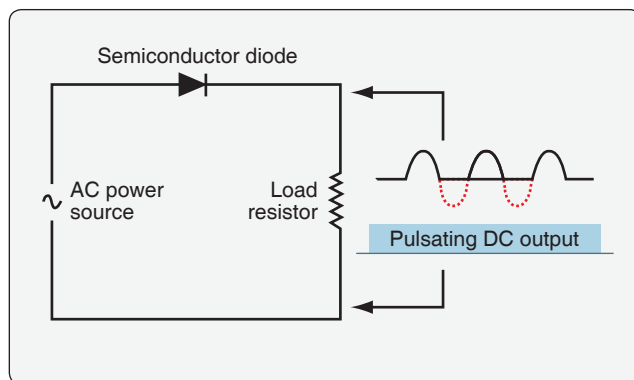 Semiconductor diode
AC power
source
Load
resistor
Pulsating DC output